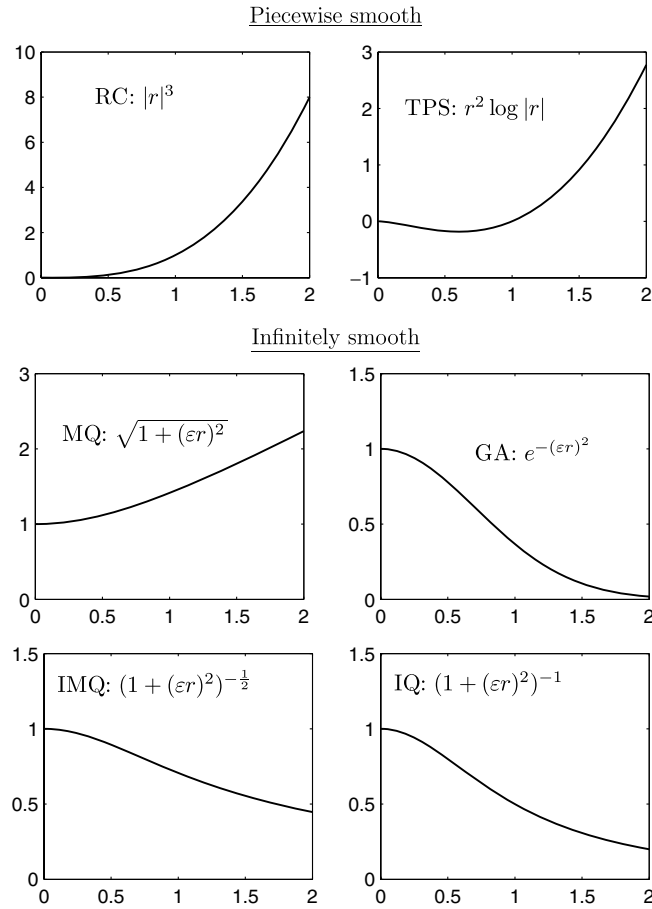 Piecewise smooth
RC: |r|³
10
8
6
4
2
0
0 0.5 1 1.5 2
TPS: r² log |r|
3
2
1
0
−1
0 0.5 1 1.5 2
Infinitely smooth
MQ: √1 + (εr)²
3
2
1
0
0 0.5 1 1.5 2
GA: e^{−(εr)²}
1.5
1
0.5
0
0 0.5 1 1.5 2
IMQ: (1 + (εr)²)^{−1/2}
1.5
1
0.5
0
0 0.5 1 1.5 2
IQ: (1 + (εr)²)⁻¹
1.5
1
0.5
0
0 0.5 1 1.5 2